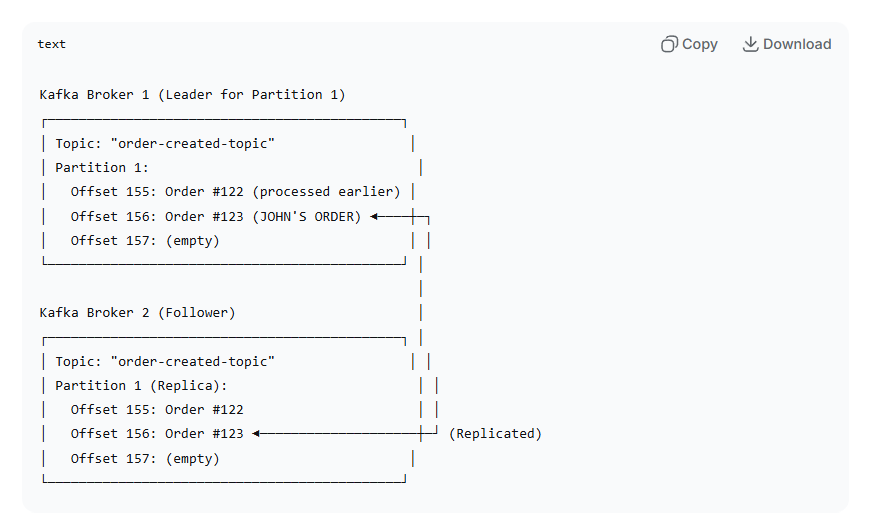 text
Copy
Download
Kafka Broker 1 (Leader for Partition 1)
Topic: "order-created-topic"
Partition 1:
Offset 155: Order #122 (processed earlier)
Offset 156: Order #123 (JOHN'S ORDER)
Offset 157: (empty)
Kafka Broker 2 (Follower)
Topic: "order-created-topic"
Partition 1 (Replica):
Offset 155: Order #122
Offset 156: Order #123 (Replicated)
Offset 157: (empty)